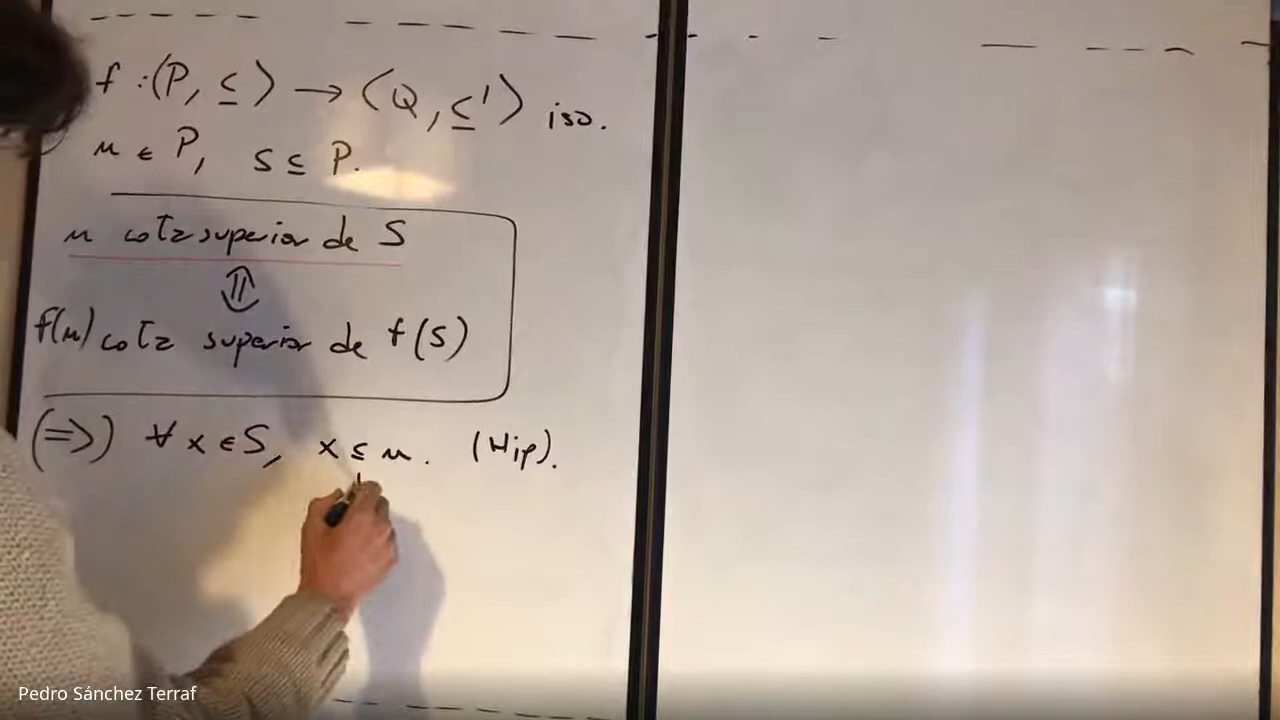 f : ⟨P, ≤⟩ → ⟨Q, ≤'⟩ iso.
u ∈ P, S ⊆ P.
u cota superior de S
⇕
f(u) cota superior de f(S)
(⇒) ∀ x ∈ S, x ≤ u. (Hip).
Pedro Sánchez Terraf